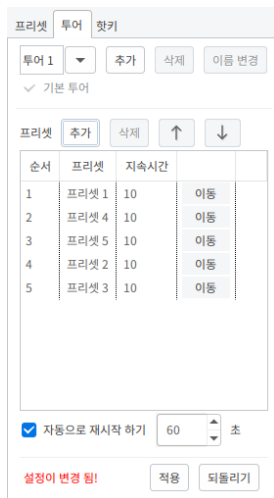 프리셋 투어 핫키
투어 1 추가 삭제 이름 변경
기본 투어
프리셋 추가 삭제
순서 프리셋 지속시간
1 프리셋 1 10 이동
2 프리셋 4 10 이동
3 프리셋 5 10 이동
4 프리셋 2 10 이동
5 프리셋 3 10 이동
자동으로 재시작 하기 60 초
설정이 변경 됨! 적용 되돌리기